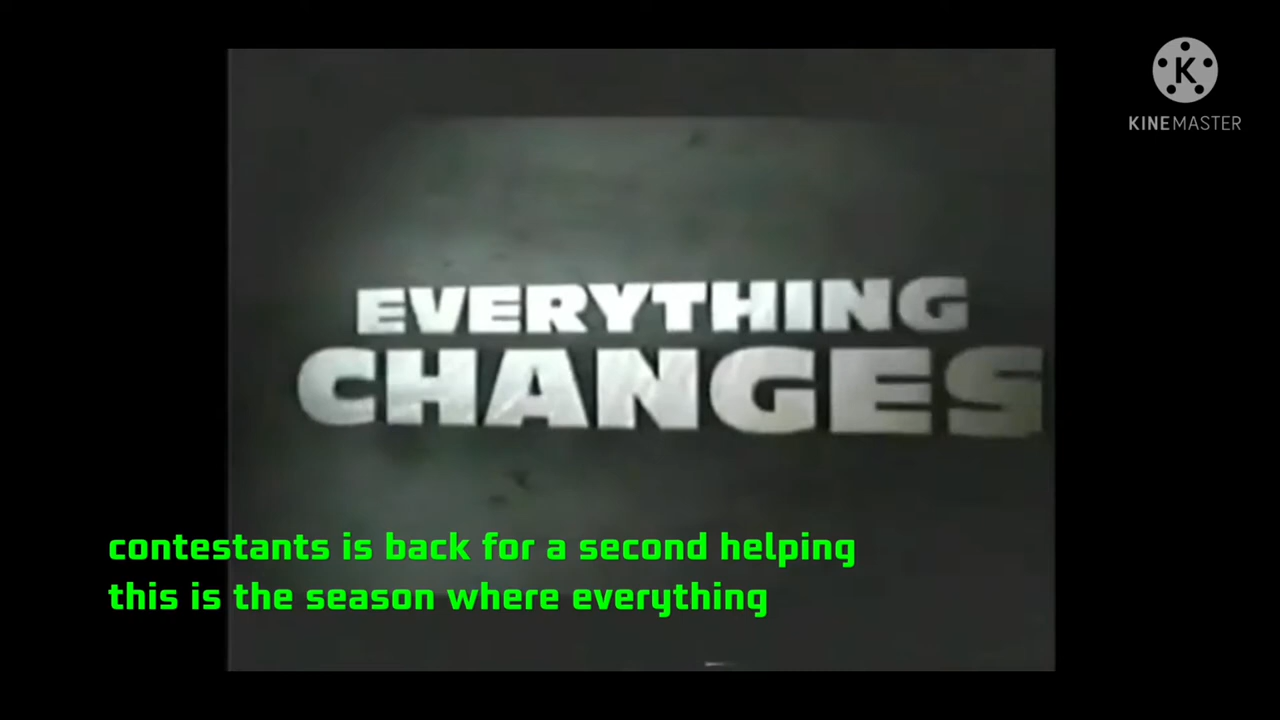 K
KINEMASTER
EVERYTHING
CHANGES
contestants is back for a second helping
this is the season where everything